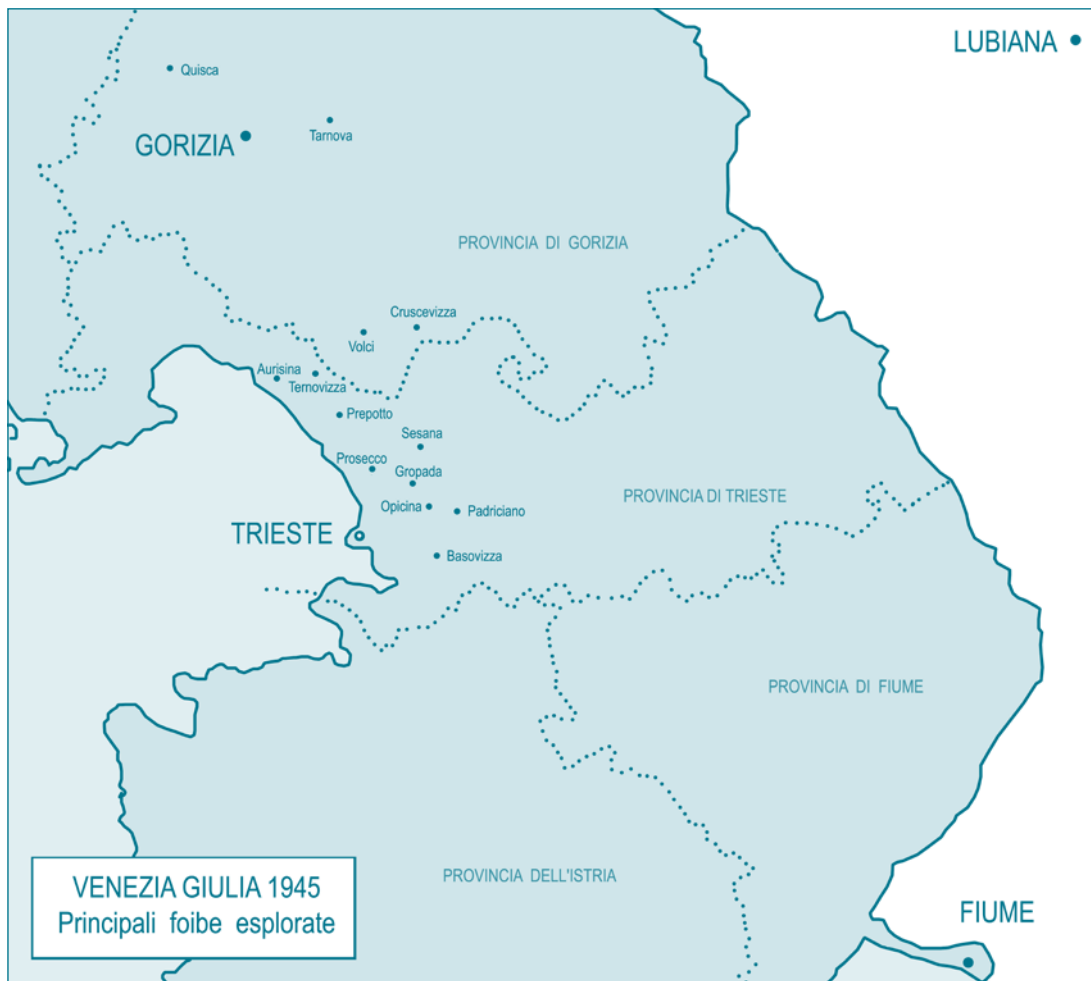 LUBIANA
Quisca
GORIZIA
Tarnova
PROVINCIA DI GORIZIA
Cruscevizza
Volci
Aurisina
Ternovizza
Prepotto
Sesana
Prosecco
Gropada
PROVINCIA DI TRIESTE
Opicina
Padriciano
TRIESTE
Basovizza
PROVINCIA DI FIUME
PROVINCIA DELL'ISTRIA
VENEZIA GIULIA 1945
Principali foibe esplorate
FIUME